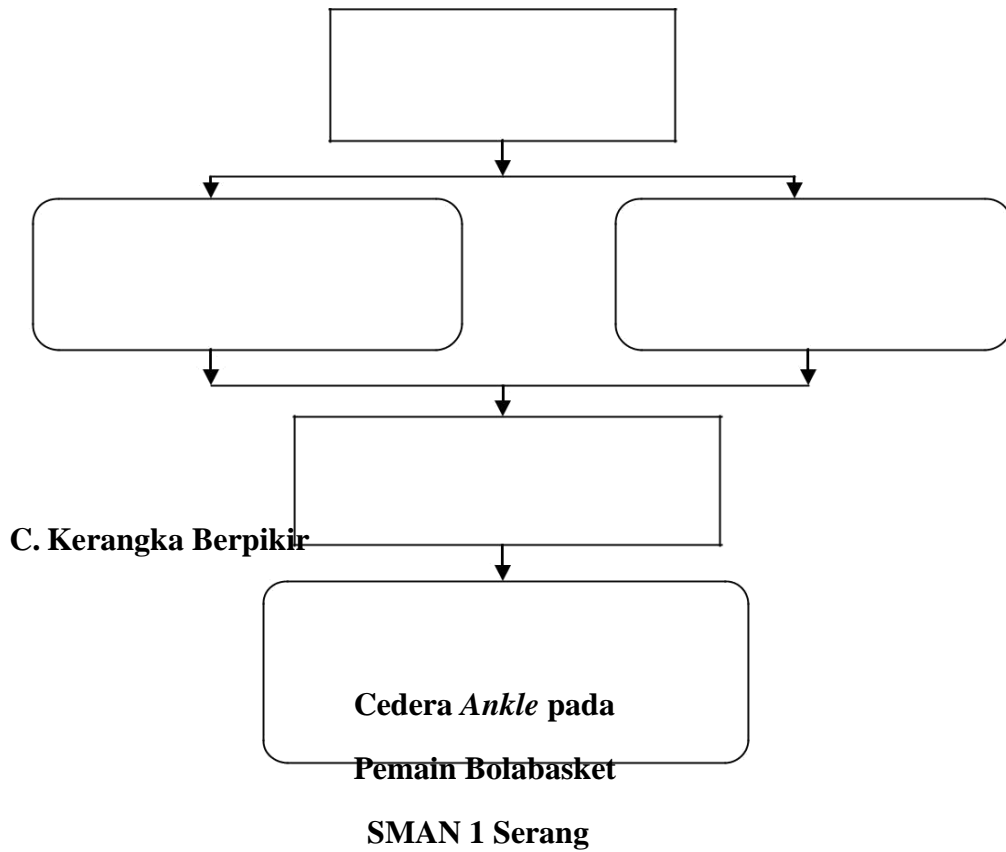 C. Kerangka Berpikir
Cedera Ankle pada
Pemain Bolabasket
SMAN 1 Serang